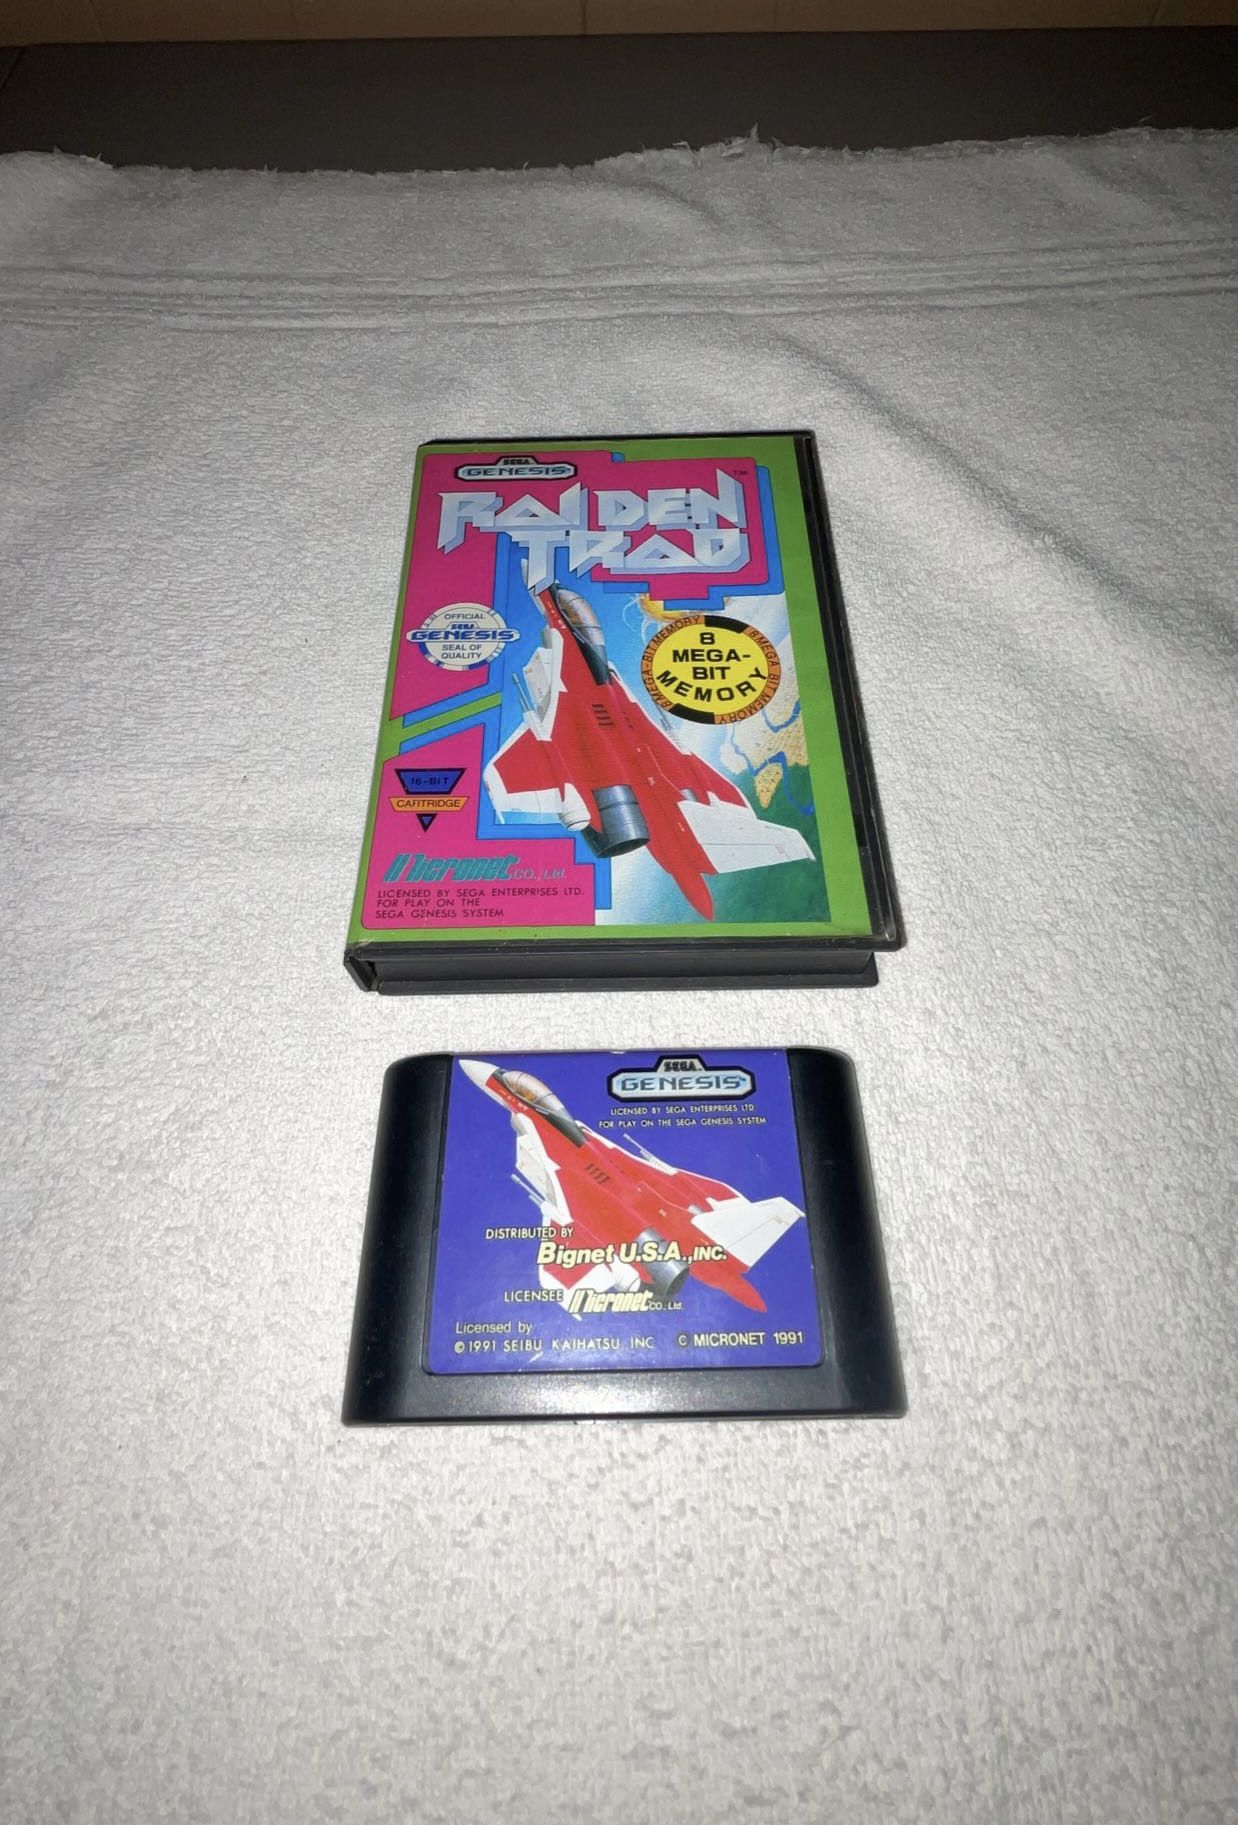 SEGA
GENESIS
TM
RAIDEN
TRAD
OFFICIAL
SEGA
GENESIS
SEAL OF
QUALITY
8 MEGA-BIT MEMORY
8 MEGA BIT MEMORY
8
MEGA-
BIT
MEMORY
16-BIT
CARTRIDGE
Micronet CO., Ltd.
LICENSED BY SEGA ENTERPRISES LTD.
FOR PLAY ON THE
SEGA GENESIS SYSTEM
SEGA
GENESIS
LICENSED BY SEGA ENTERPRISES LTD
FOR PLAY ON THE SEGA GENESIS SYSTEM
DISTRIBUTED BY
Bignet U.S.A., INC.
LICENSEE Micronet CO., Ltd.
Licensed by
© 1991 SEIBU KAIHATSU INC © MICRONET 1991